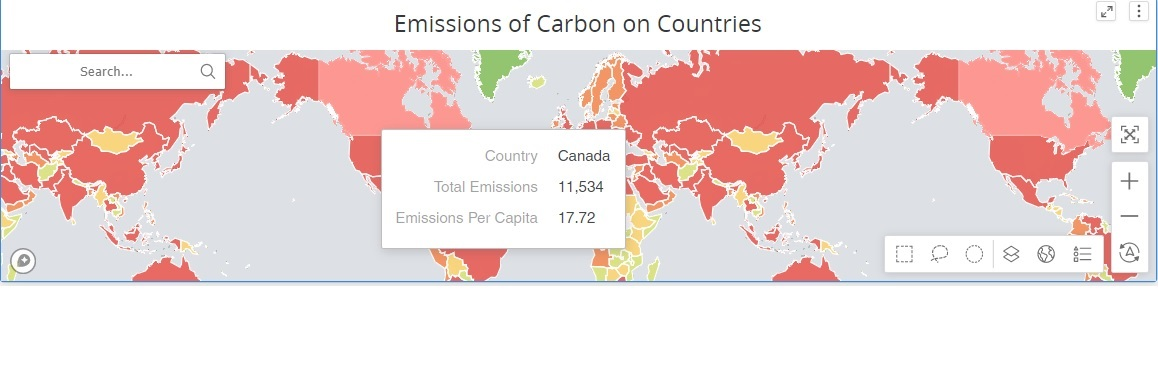 Emissions of Carbon on Countries
Search...
Country Canada
Total Emissions 11,534
Emissions Per Capita 17.72